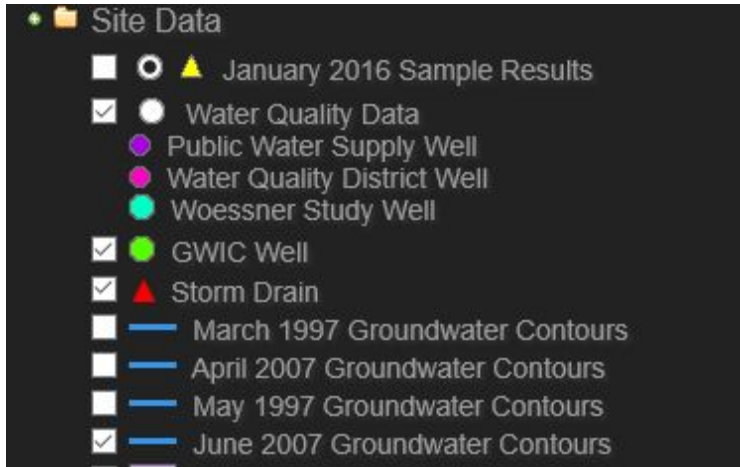 Site Data
January 2016 Sample Results
Water Quality Data
Public Water Supply Well
Water Quality District Well
Woessner Study Well
GWIC Well
Storm Drain
March 1997 Groundwater Contours
April 2007 Groundwater Contours
May 1997 Groundwater Contours
June 2007 Groundwater Contours